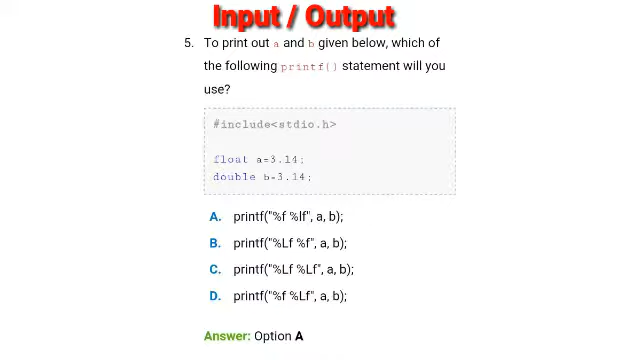 Input / Output
5. To print out a and b given below, which of
the following printf() statement will you
use?
#include<stdio.h>
float a=3.14;
double b=3.14;
A. printf("%f %lf", a, b);
B. printf("%Lf %f", a, b);
C. printf("%Lf %Lf", a, b);
D. printf("%f %Lf", a, b);
Answer: Option A